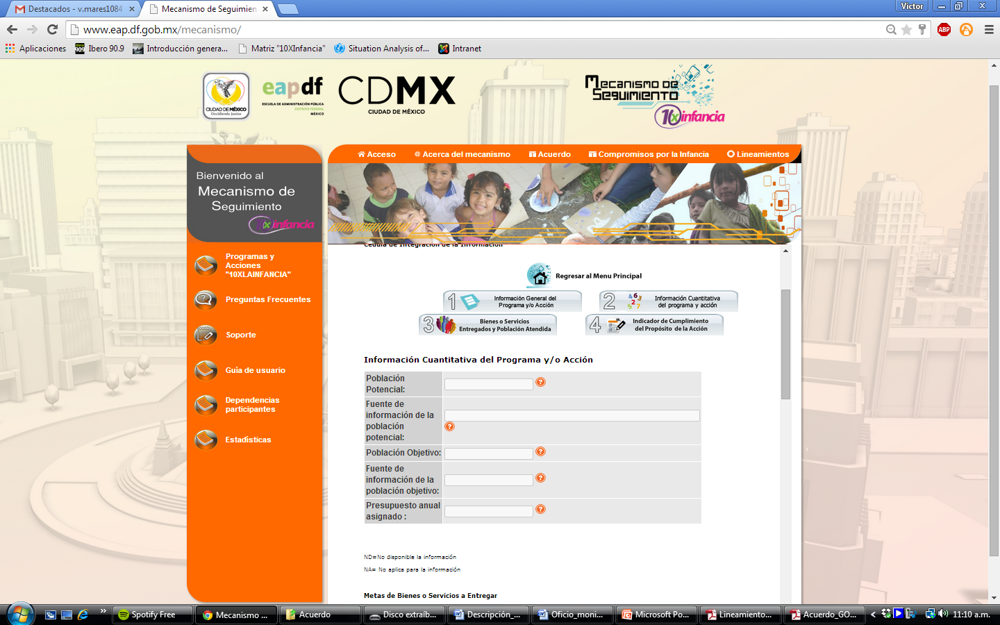 Destacados - v.mares1084
Mecanismo de Seguimien
Victor
www.eap.df.gob.mx/mecanismo/
ABP
Aplicaciones
909
Ibero 90.9
Introducción genera...
Matriz "10XInfancia"
Situation Analysis of...
Intranet
CIUDAD DE MÉXICO
Decidiendo Juntos
eapdf
ESCUELA DE ADMINISTRACIÓN PÚBLICA
DISTRITO FEDERAL
MÉXICO
CDMX
CIUDAD DE MÉXICO
Mecanismo de
Seguimiento
10xinfancia
Acceso
Acerca del mecanismo
Acuerdo
Compromisos por la Infancia
Lineamientos
Bienvenido al
Mecanismo de
Seguimiento
10xinfancia
Programas y
Acciones
"10XLAINFANCIA"
Preguntas Frecuentes
Soporte
Guía de usuario
Dependencias
participantes
Estadísticas
Cédula de Integración de la Información
Regresar al Menu Principal
1 Información General del
Programa y/o Acción
2 Información Cuantitativa
del programa y acción
3 Bienes o Servicios
Entregados y Población Atendida
4 Indicador de Cumplimiento
del Propósito de la Acción
Información Cuantitativa del Programa y/o Acción
Población
Potencial:
Fuente de
información de la
población
potencial:
Población Objetivo:
Fuente de
información de la
población objetivo:
Presupuesto anual
asignado :
ND=No disponible la información
NA= No aplica para la información
Metas de Bienes o Servicios a Entregar
Spotify Free
Mecanismo ...
Acuerdo
Disco extraíb...
Descripción_...
Oficio_moni...
Microsoft Po...
Lineamiento...
Acuerdo_GO...
11:10 a.m.